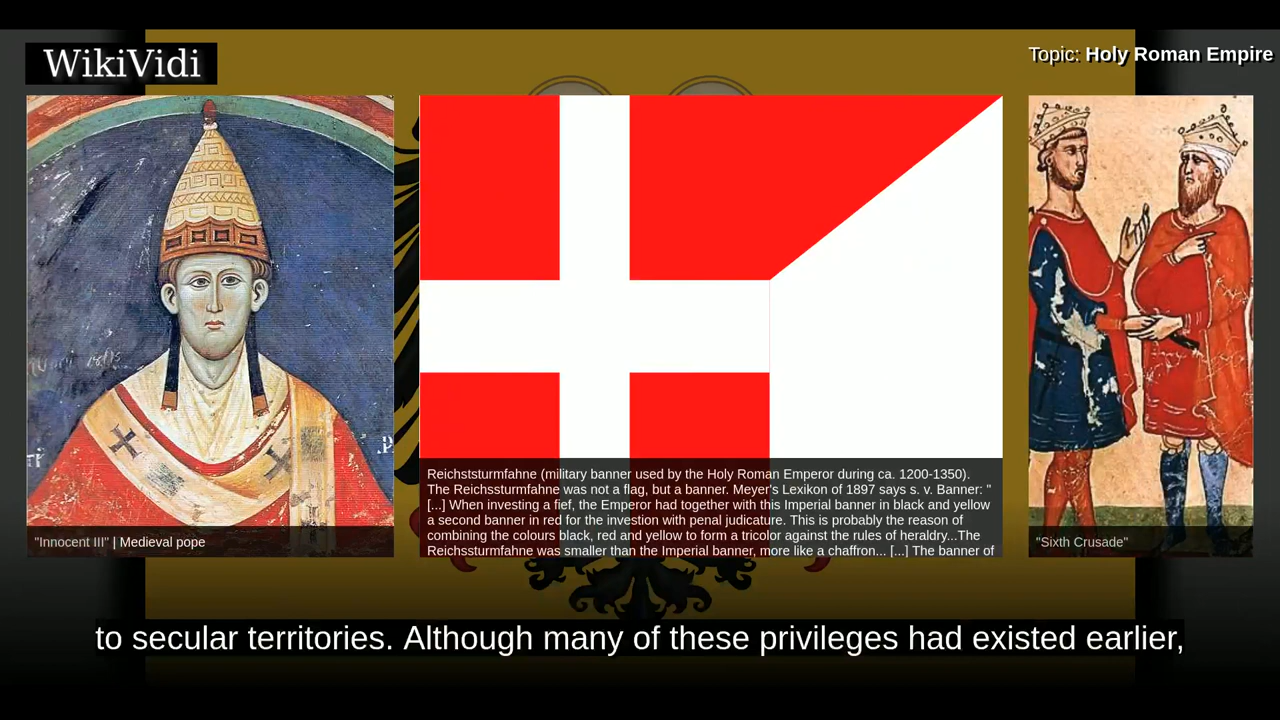 WikiVidi
Topic: Holy Roman Empire
"Innocent III" | Medieval pope
Reichststurmfahne (military banner used by the Holy Roman Emperor during ca. 1200-1350).
The Reichssturmfahne was not a flag, but a banner. Meyer's Lexikon of 1897 says s. v. Banner: "
[...] When investing a fief, the Emperor had together with this Imperial banner in black and yellow
a second banner in red for the investion with penal judicature. This is probably the reason of
combining the colours black, red and yellow to form a tricolor against the rules of heraldry...The
Reichssturmfahne was smaller than the Imperial banner, more like a chaffron... [...] The banner of
"Sixth Crusade"
to secular territories. Although many of these privileges had existed earlier,